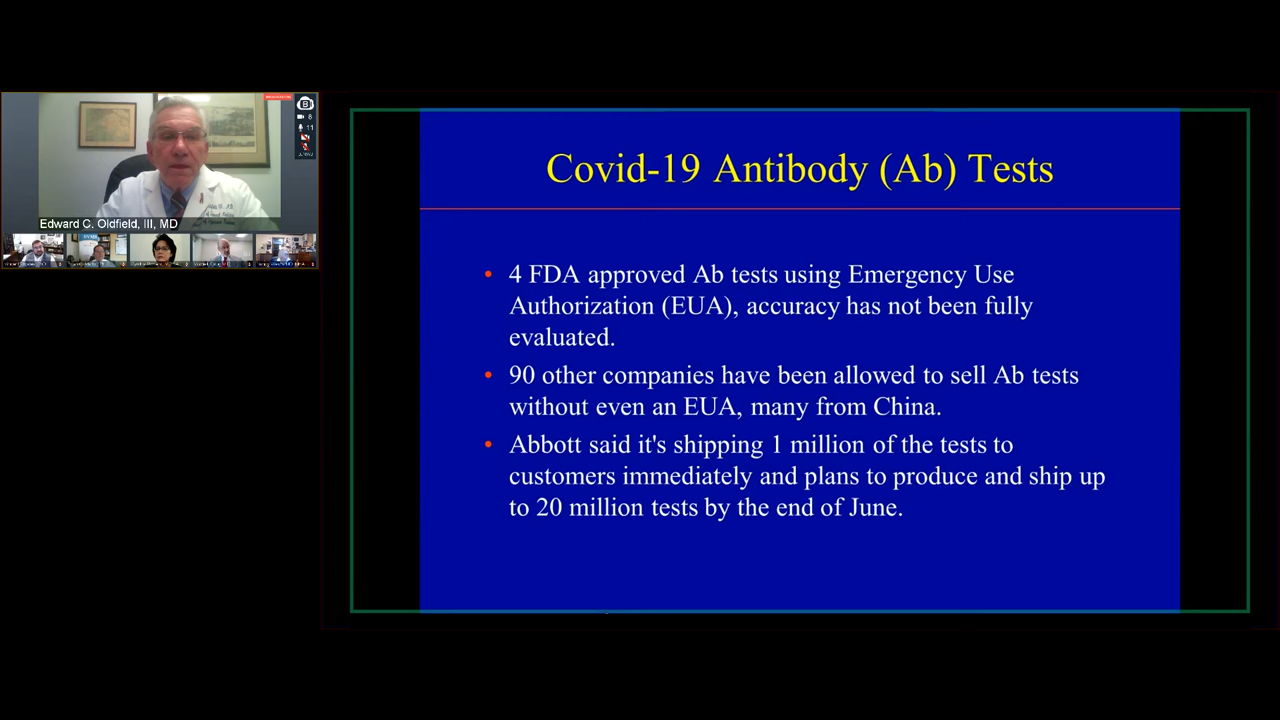 Edward C. Oldfield, III, MD
8
11
Covid-19 Antibody (Ab) Tests
• 4 FDA approved Ab tests using Emergency Use
Authorization (EUA), accuracy has not been fully
evaluated.
• 90 other companies have been allowed to sell Ab tests
without even an EUA, many from China.
• Abbott said it's shipping 1 million of the tests to
customers immediately and plans to produce and ship up
to 20 million tests by the end of June.